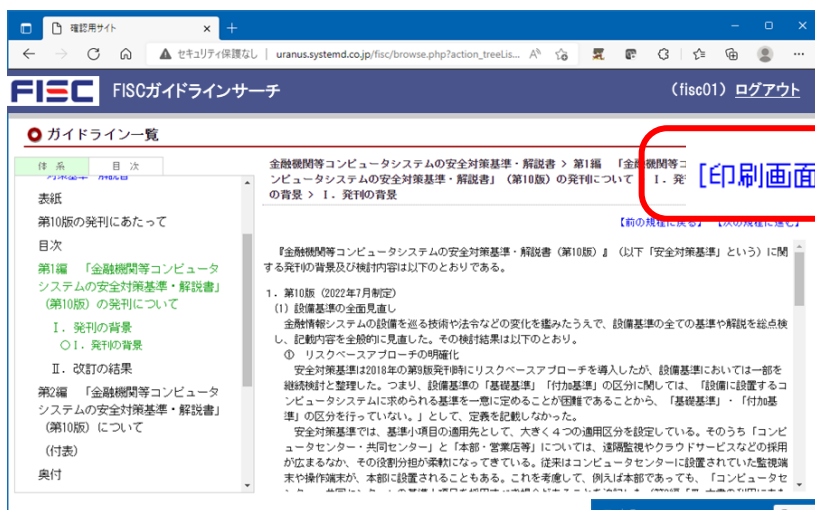 確認用サイト
セキュリティ保護なし | uranus.systemd.co.jp/fisc/browse.php?action_treeLis...
FISC FISCガイドラインサーチ (fisc01) ログアウト
ガイドライン一覧
体 系 目 次
表紙
第10版の発刊にあたって
目次
第1編 「金融機関等コンピュータ
システムの安全対策基準・解説書」
(第10版) の発刊について
I. 発刊の背景
○I. 発刊の背景
II. 改訂の結果
第2編 「金融機関等コンピュータ
システムの安全対策基準・解説書」
(第10版) について
(付表)
奥付
金融機関等コンピュータシステムの安全対策基準・解説書 > 第1編 「金融機関等コ
ンピュータシステムの安全対策基準・解説書」 (第10版) の発刊について I. 発
の背景 > I. 発刊の背景
[印刷画面
【前の規程に戻る】 【次の規程に進む】
『金融機関等コンピュータシステムの安全対策基準・解説書 (第10版) 』 (以下「安全対策基準」という) に関
する発刊の背景及び検討内容は以下のとおりである。
1. 第10版 (2022年7月制定)
(1) 設備基準の全面見直し
金融情報システムの設備を巡る技術や法令などの変化を鑑みたうえで、設備基準の全ての基準や解説を総点検
し、記載内容を全般的に見直した。その検討結果は以下のとおり。
① リスクベースアプローチの明確化
安全対策基準は2018年の第9版発刊時にリスクベースアプローチを導入したが、設備基準においては一部を
継続検討と整理した。つまり、設備基準の「基礎基準」「付加基準」の区分に関しては、「設備に設置するコ
ンピュータシステムに求められる基準を一意に定めることが困難であることから、「基礎基準」・「付加基
準」の区分を行っていない。」として、定義を記載しなかった。
安全対策基準では、基準小項目の適用先として、大きく4つの適用区分を設定している。そのうち「コンピ
ュータセンター・共同センター」と「本部・営業店等」については、遠隔監視やクラウドサービスなどの採用
が広まるなか、その役割分担が柔軟になってきている。従来はコンピュータセンターに設置されていた監視端
末や操作端末が、本部に設置されることもある。これを考慮して、例えば本部であっても、「コンピュータセ